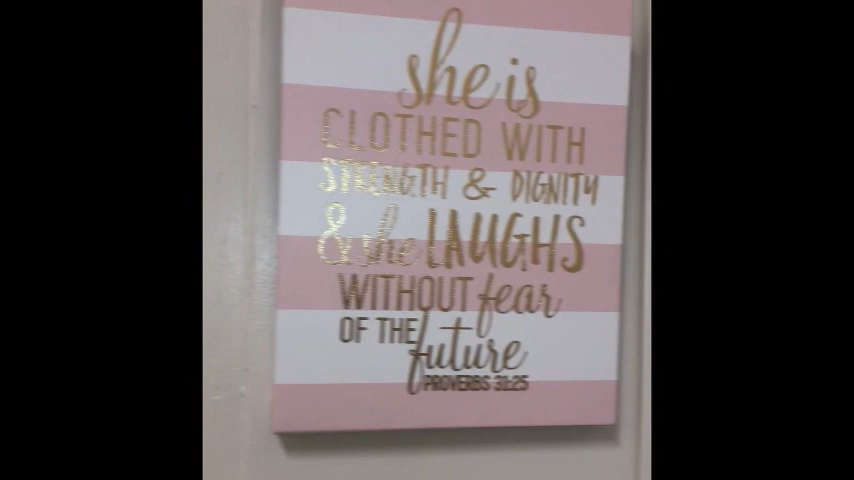 she is
CLOTHED WITH
STRENGTH & DIGNITY
& she LAUGHS
WITHOUT fear
OF THE future
PROVERBS 31:25